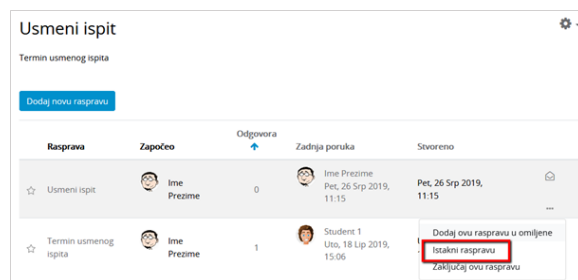 Usmeni ispit
Termin usmenog ispita
Dodaj novu raspravu
Odgovora
Rasprava Započeo Zadnja poruka Stvoreno
Usmeni ispit Ime Prezime 0 Ime Prezime Pet, 26 Srp 2019, 11:15 Pet, 26 Srp 2019, 11:15
Termin usmenog ispita Ime Prezime 1 Student 1 Uto, 18 Lip 2019, 15:06
Dodaj ovu raspravu u omiljene
Istakni raspravu
Zaključaj ovu raspravu